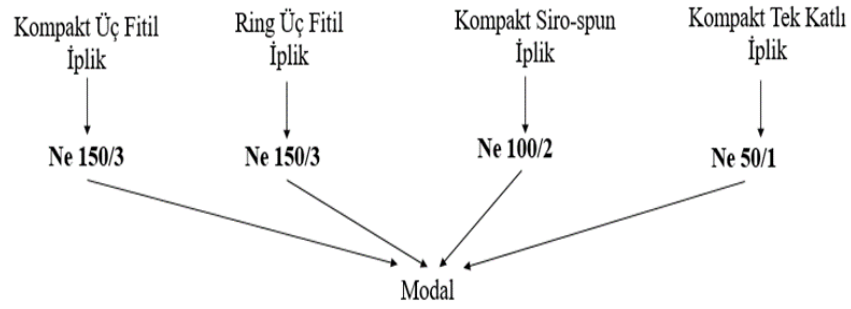 Kompakt Üç Fitil
İplik
Ring Üç Fitil
İplik
Kompakt Siro-spun
İplik
Kompakt Tek Katlı
İplik
Ne 150/3
Ne 150/3
Ne 100/2
Ne 50/1
Modal